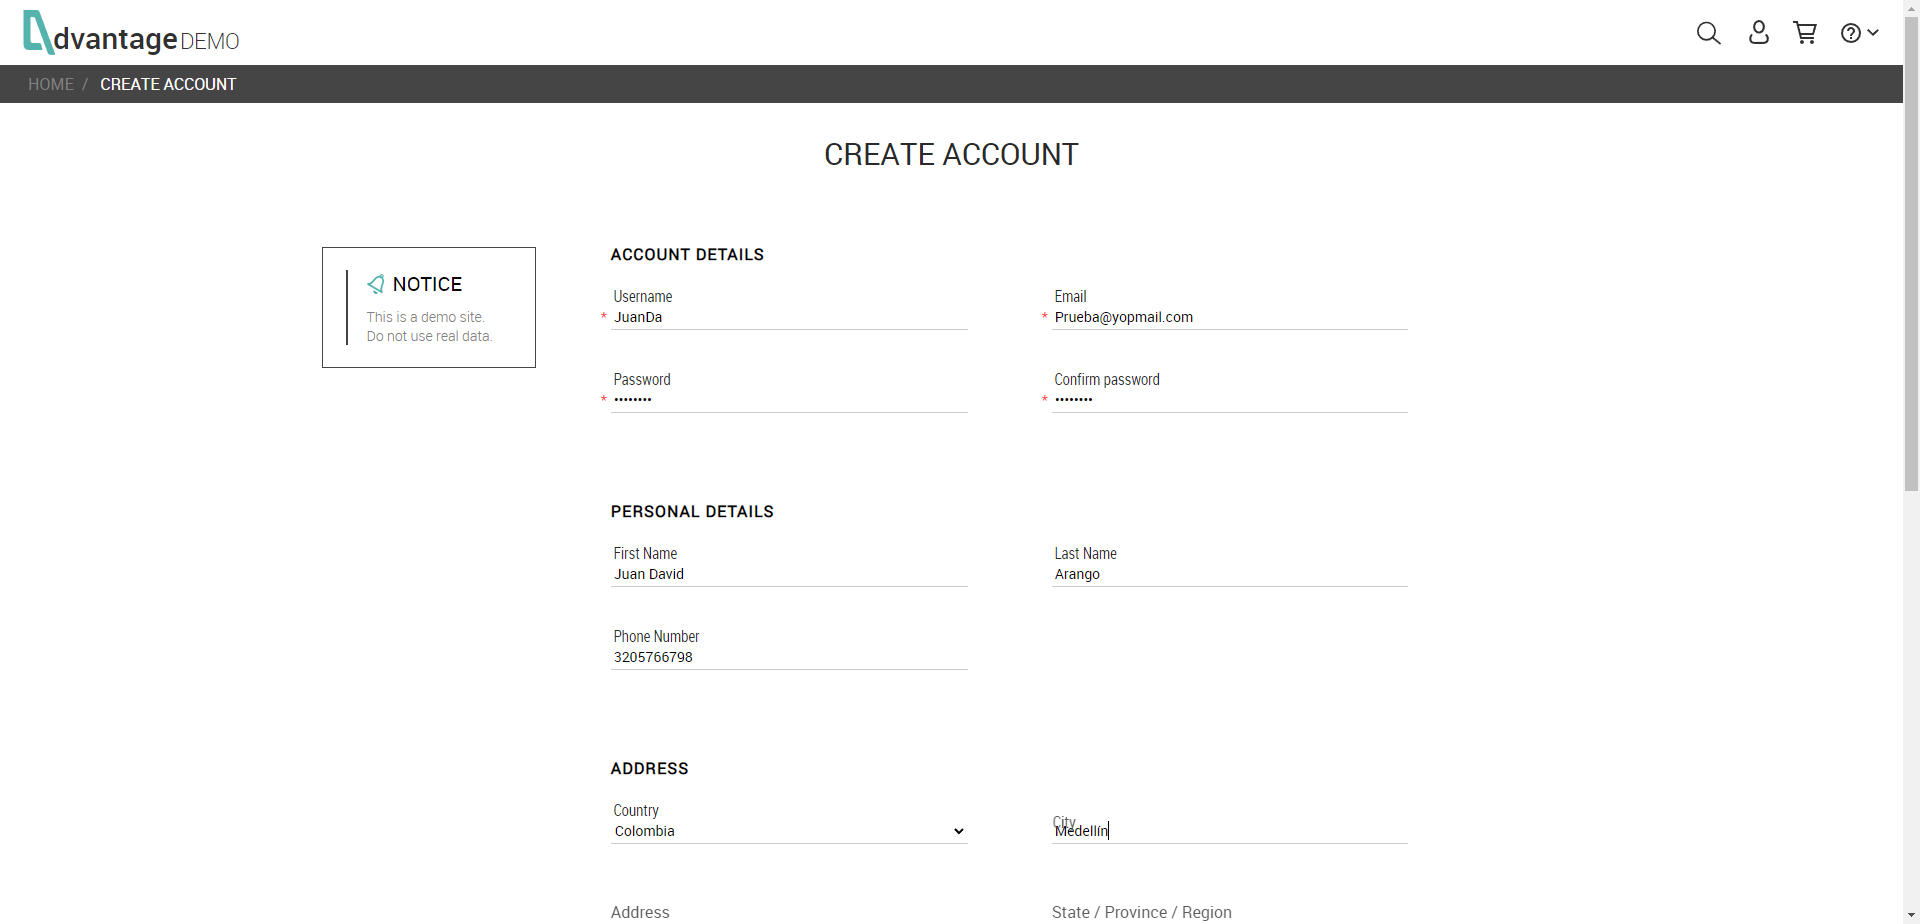 dvantage DEMO
HOME / CREATE ACCOUNT
CREATE ACCOUNT
NOTICE
This is a demo site.
Do not use real data.
ACCOUNT DETAILS
Username
* JuanDa
Email
* Prueba@yopmail.com
Password
* ••••••••
Confirm password
* ••••••••
PERSONAL DETAILS
First Name
Juan David
Last Name
Arango
Phone Number
3205766798
ADDRESS
Country
Colombia
City
Medellín
Address
State / Province / Region